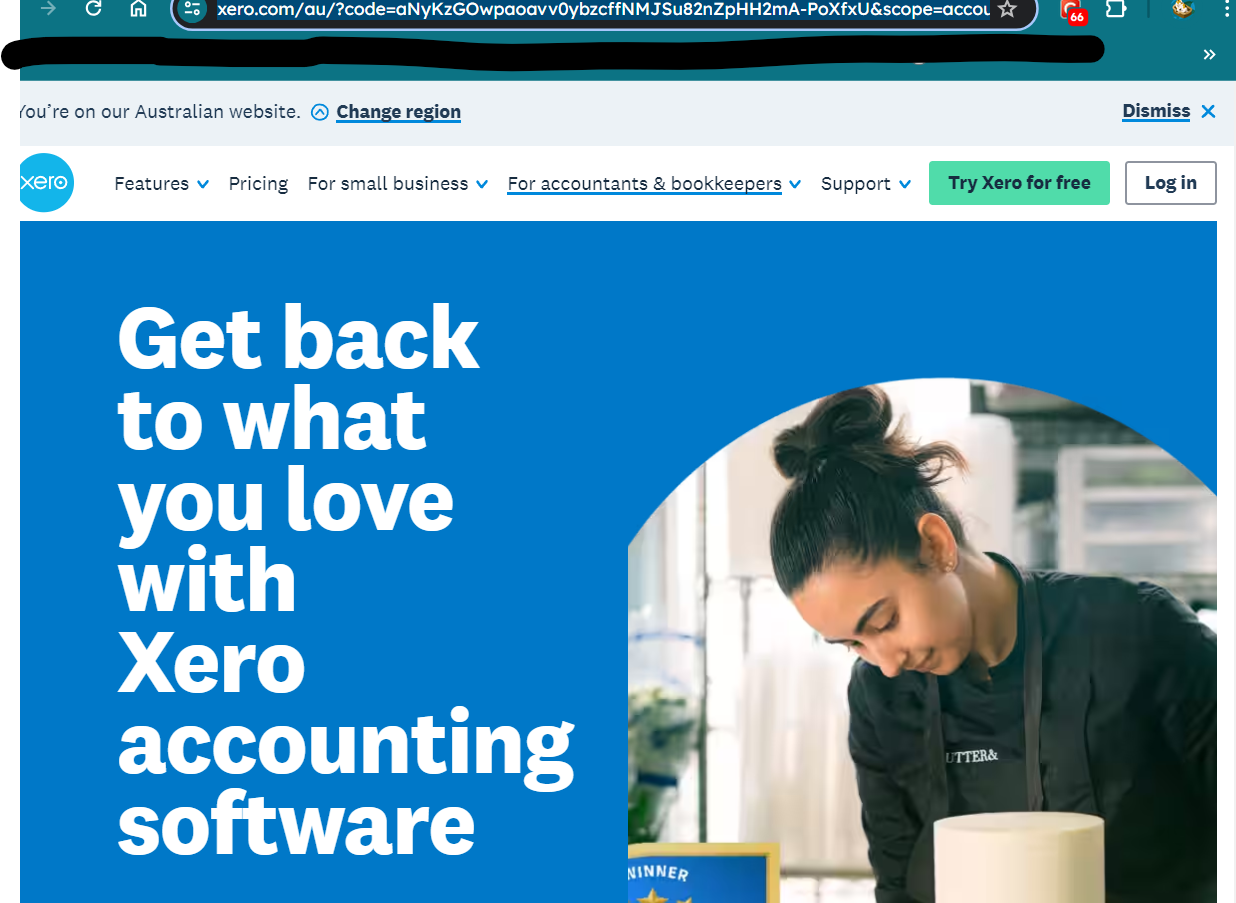 xero.com/au/?code=aNyKzGOwpaoavv0ybzcffNMJSu82nZpHH2mA-PoXfxU&scope=accou
66
You're on our Australian website. Change region
Dismiss
xero
Features
Pricing
For small business
For accountants & bookkeepers
Support
Try Xero for free
Log in
Get back
to what
you love
with
Xero
accounting
software
UTTER&
WINNER